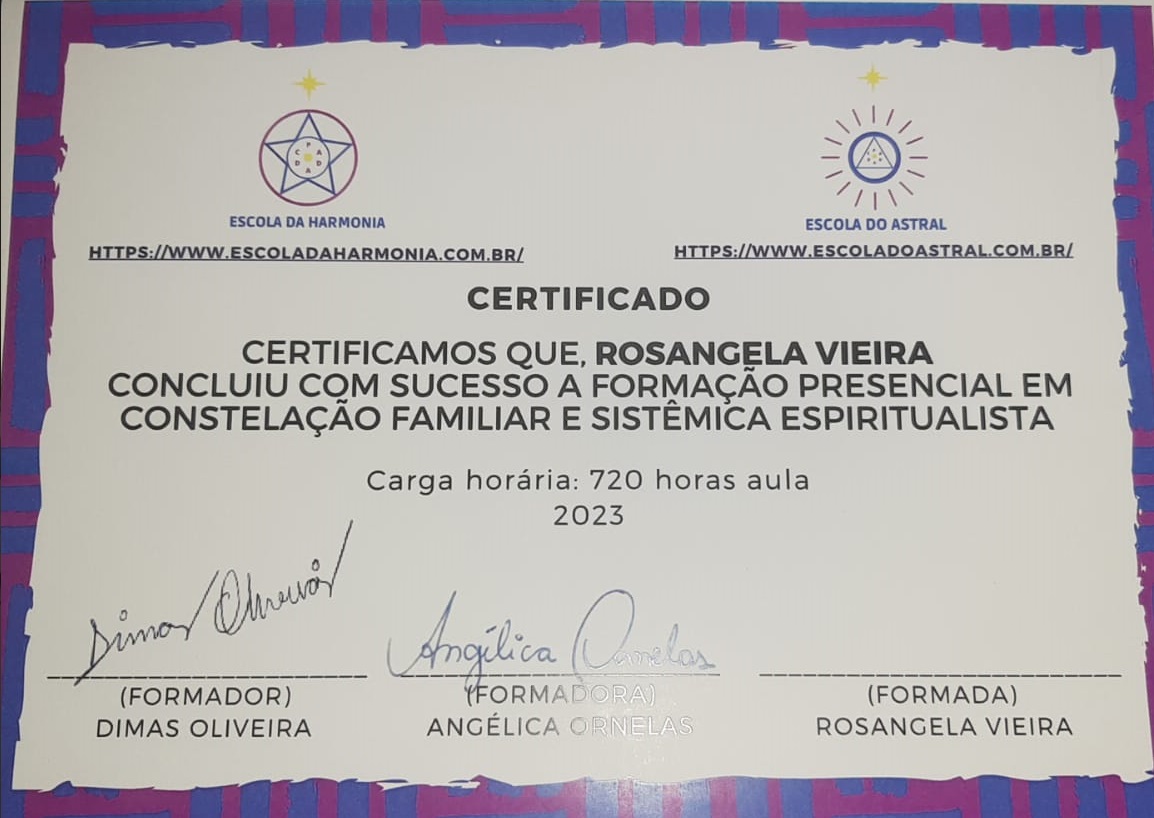 ESCOLA DA HARMONIA
HTTPS://WWW.ESCOLADAHARMONIA.COM.BR/
ESCOLA DO ASTRAL
HTTPS://WWW.ESCOLADOASTRAL.COM.BR/
CERTIFICADO
CERTIFICAMOS QUE, ROSANGELA VIEIRA
CONCLUIU COM SUCESSO A FORMAÇÃO PRESENCIAL EM
CONSTELAÇÃO FAMILIAR E SISTÊMICA ESPIRITUALISTA
Carga horária: 720 horas aula
2023
Dimas Oliveira
(FORMADOR)
DIMAS OLIVEIRA
Angélica Ornelas
(FORMADORA)
ANGÉLICA ORNELAS
(FORMADA)
ROSANGELA VIEIRA